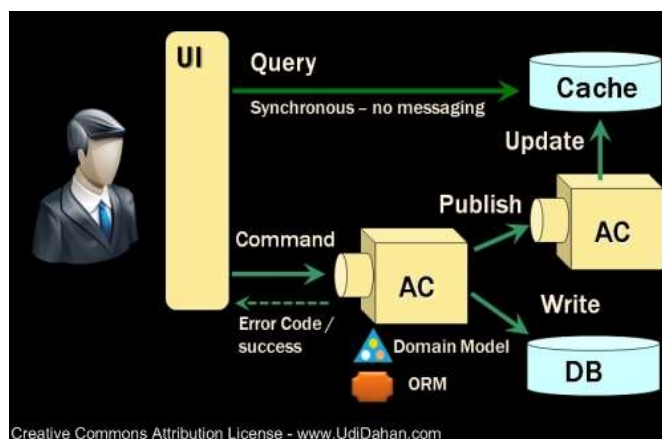 UI
Query
Synchronous – no messaging
Cache
Update
Publish
AC
Command
AC
Error Code /
success
Write
Domain Model
ORM
DB
Creative Commons Attribution License - www.UdiDahan.com